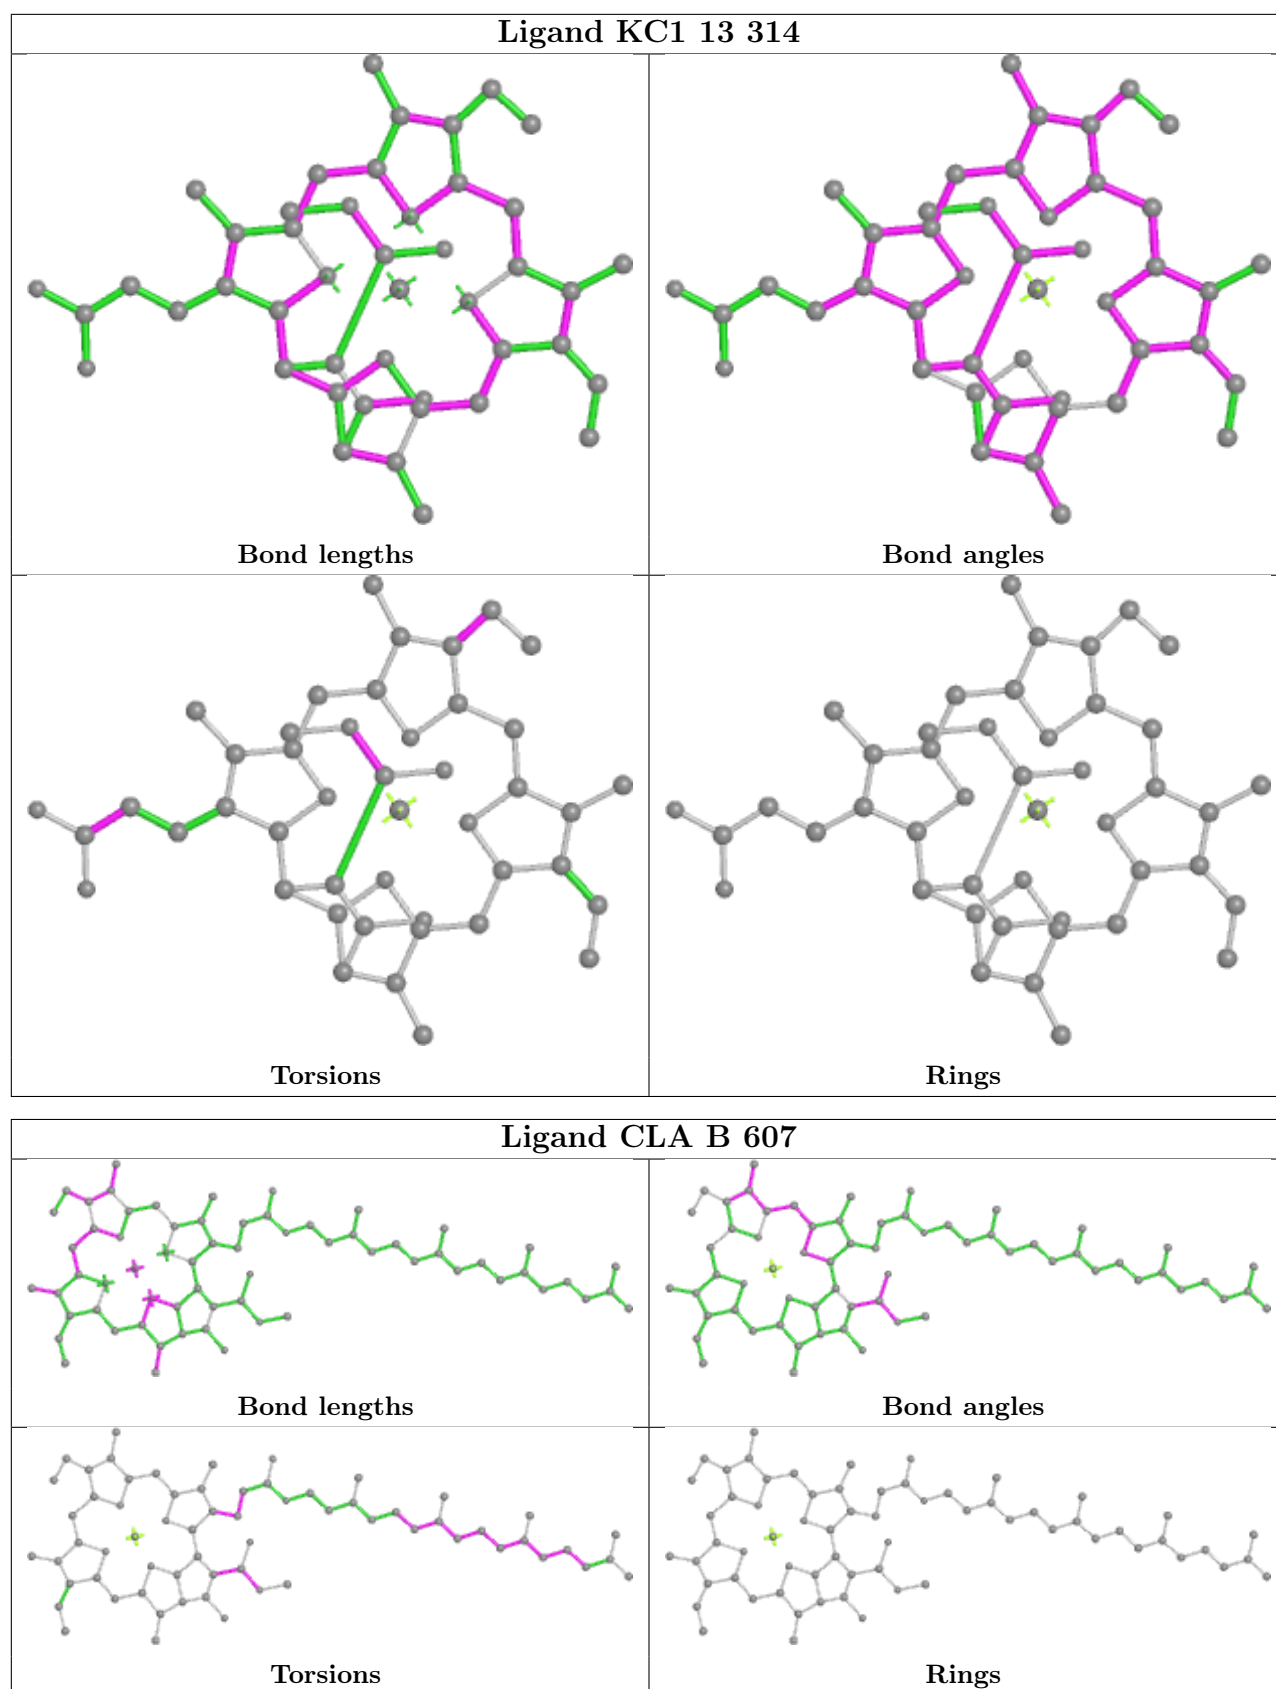 Ligand KC1 13 314
Bond lengths
Bond angles
Torsions
Rings
Ligand CLA B 607
Bond lengths
Bond angles
Torsions
Rings